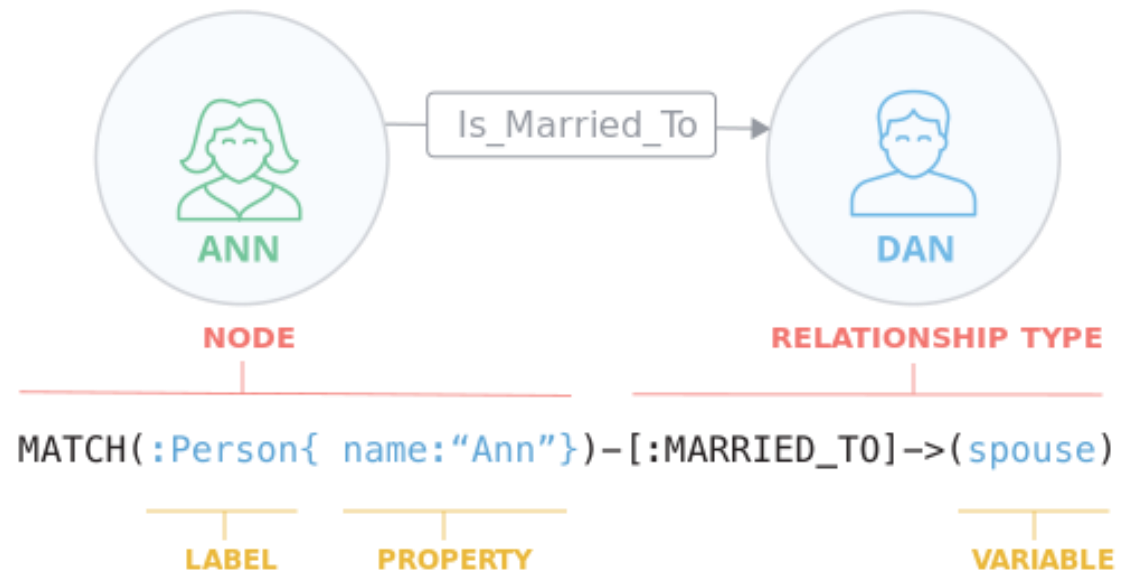 Is_Married_To
ANN
DAN
NODE
RELATIONSHIP TYPE
MATCH(:Person{ name:“Ann”})–[:MARRIED_TO]–>(spouse)
LABEL
PROPERTY
VARIABLE